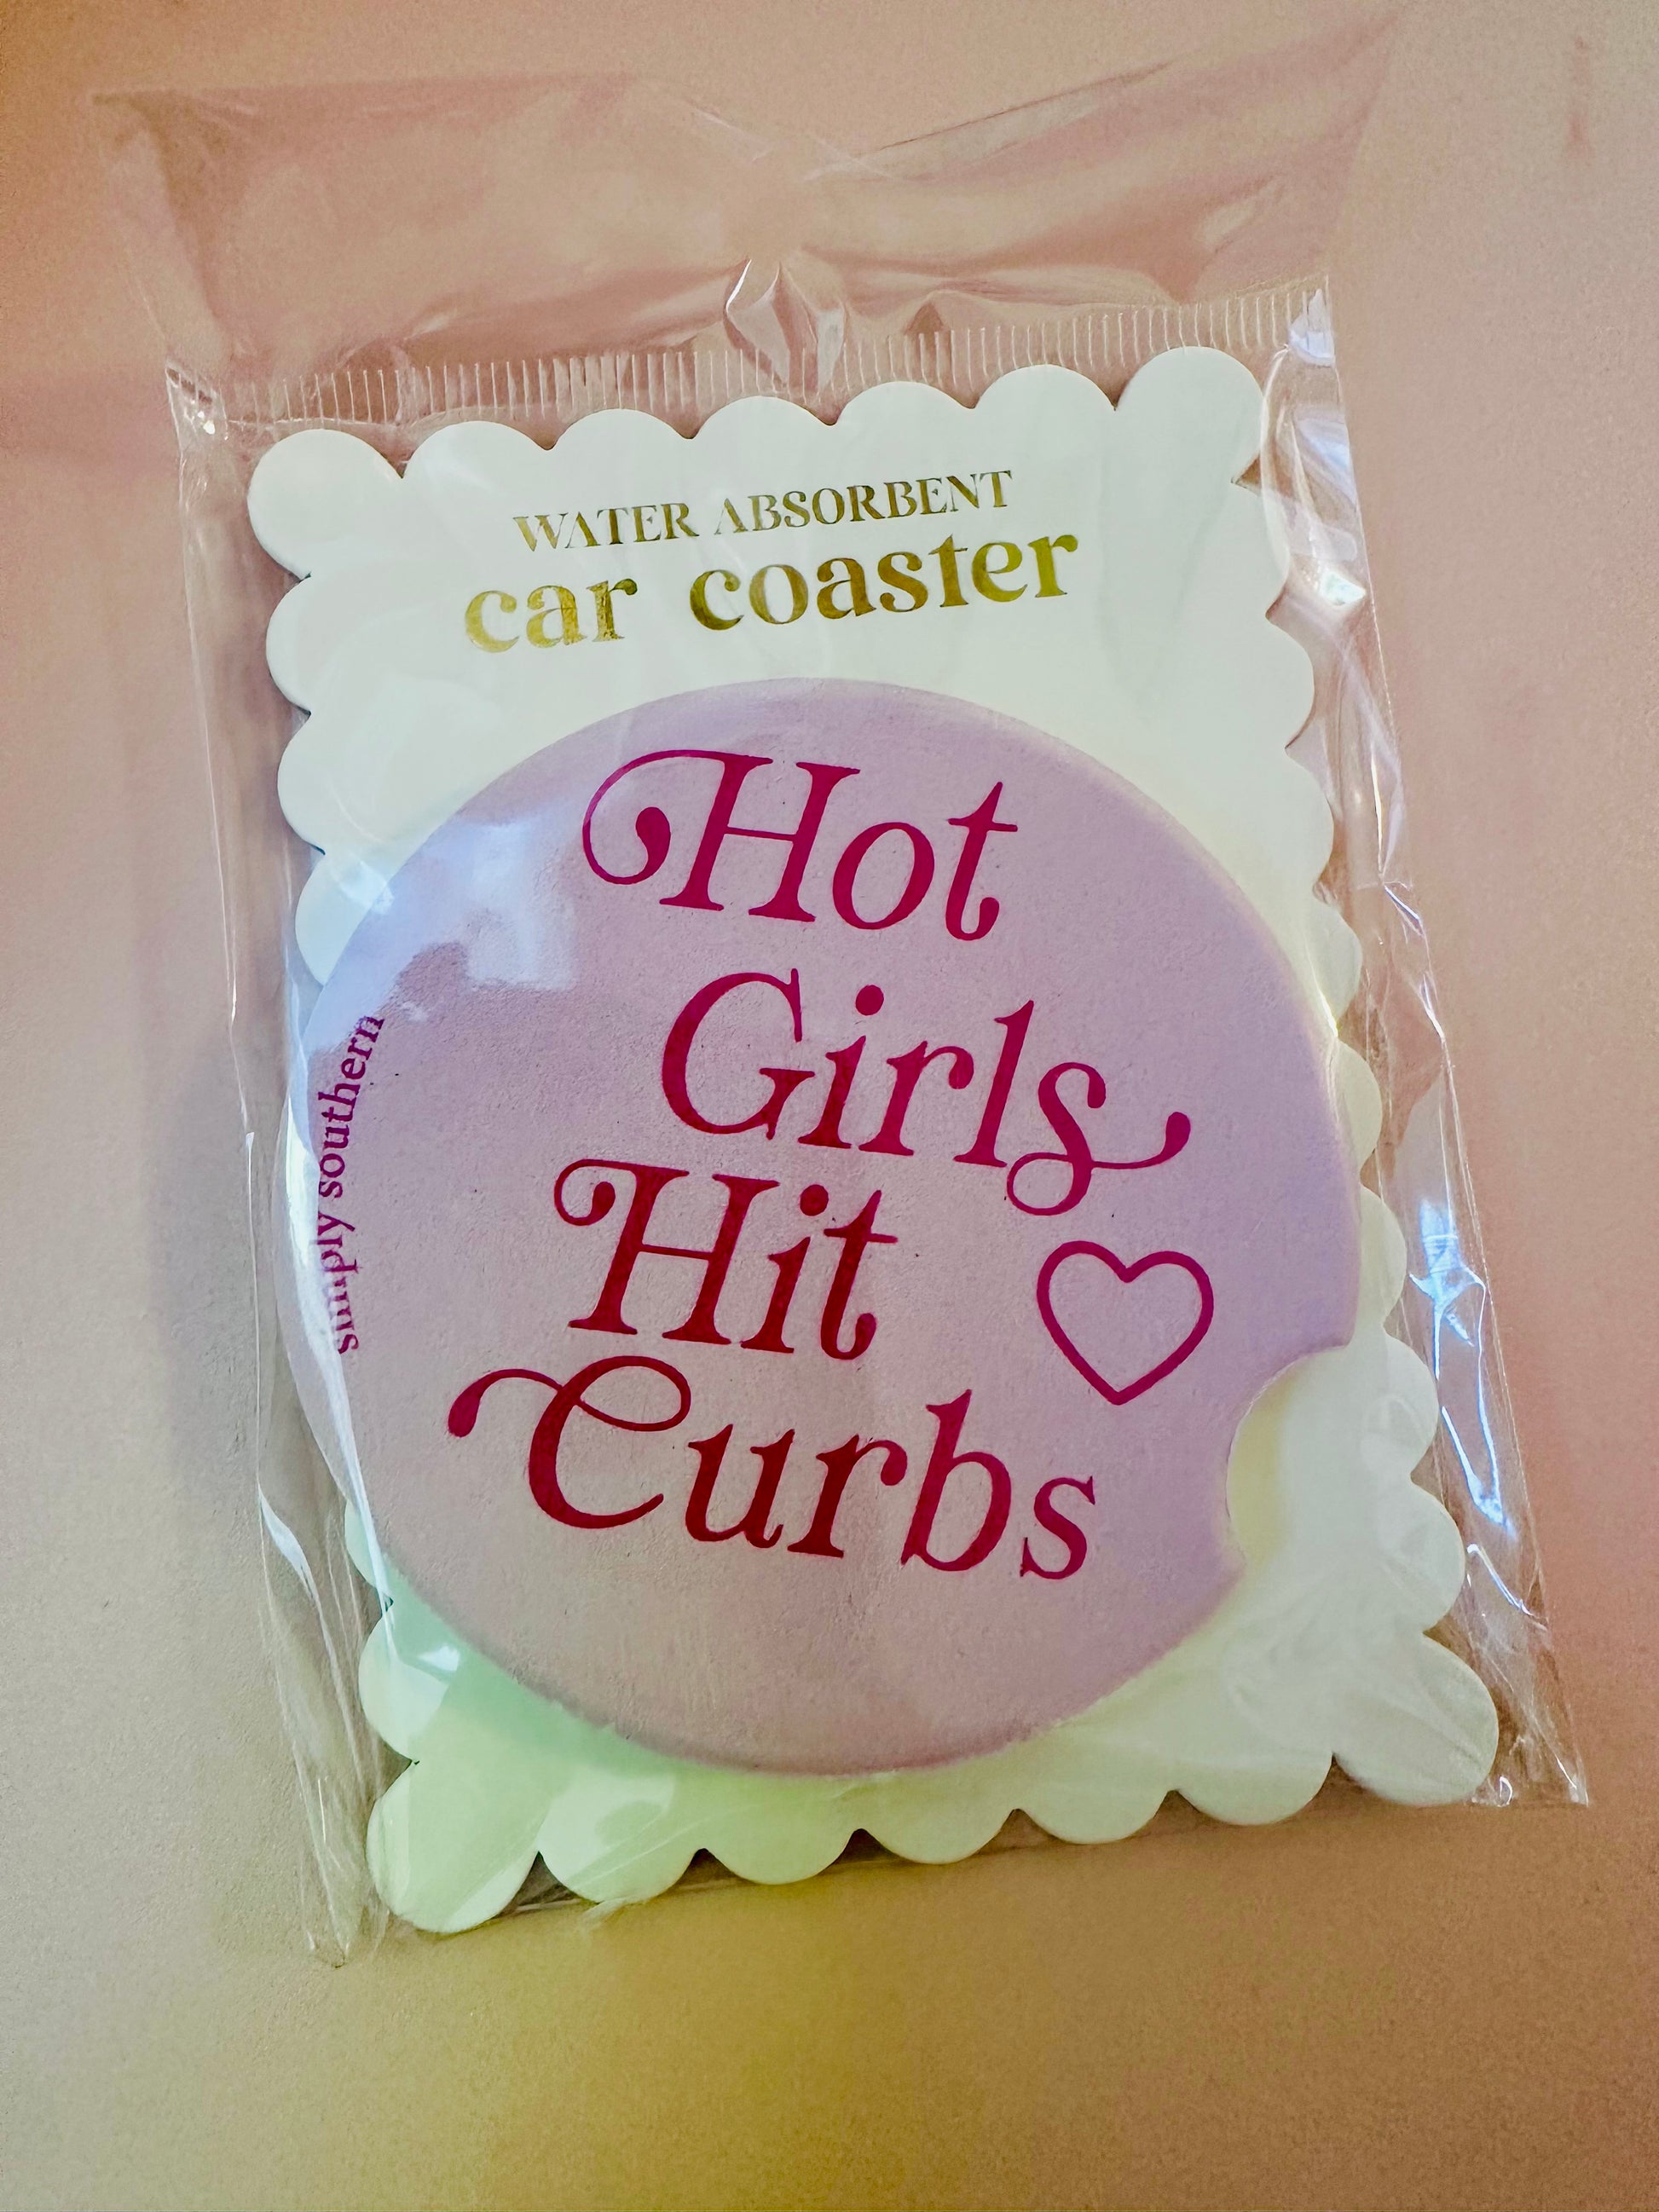 WATER ABSORBENT
car coaster
Hot
Girls
Hit
Curbs
simply southern